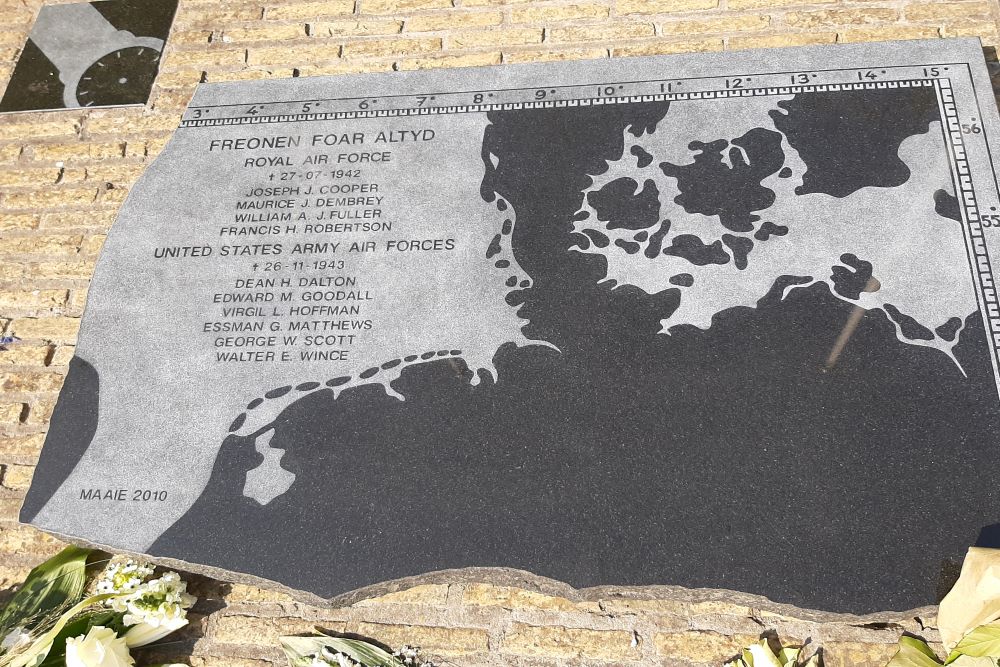 3° 4° 5° 6° 7° 8° 9° 10° 11° 12° 13° 14° 15°
56°
55°
FREONEN FOAR ALTYD
ROYAL AIR FORCE
† 27-07-1942
JOSEPH J. COOPER
MAURICE J. DEMBREY
WILLIAM A. J. FULLER
FRANCIS H. ROBERTSON
UNITED STATES ARMY AIR FORCES
† 26-11-1943
DEAN H. DALTON
EDWARD M. GOODALL
VIRGIL L. HOFFMAN
ESSMAN G. MATTHEWS
GEORGE W. SCOTT
WALTER E. WINCE
MAAIE 2010